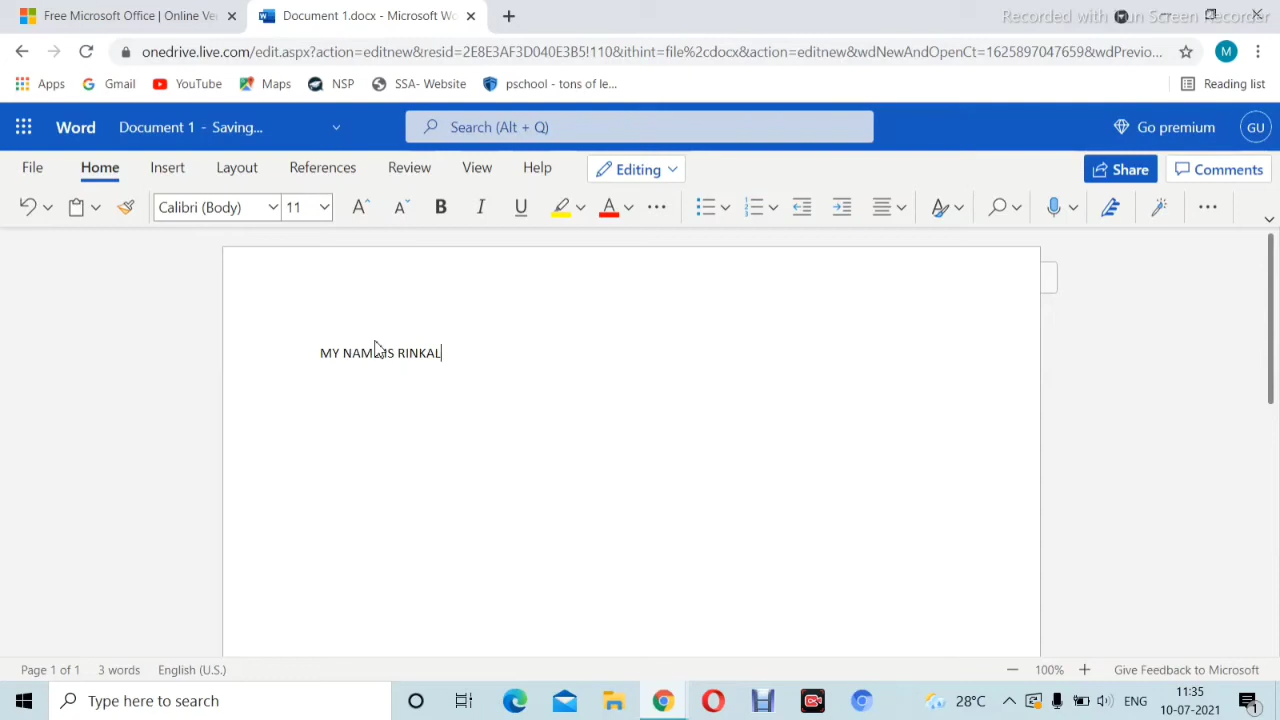 Free Microsoft Office | Online Ve
Document 1.docx - Microsoft Wo
Recorded with Fun Screen Recorder
onedrive.live.com/edit.aspx?action=editnew&resid=2E8E3AF3D040E3B5!110&ithint=file%2cdocx&action=editnew&wdNewAndOpenCt=1625897047659&wdPrevio...
M
Apps
Gmail
YouTube
Maps
NSP
SSA- Website
pschool - tons of le...
Reading list
Word
Document 1 - Saving...
Search (Alt + Q)
Go premium
GU
File
Home
Insert
Layout
References
Review
View
Help
Editing
Share
Comments
Calibri (Body)
11
MY NAME IS RINKAL
Page 1 of 1
3 words
English (U.S.)
100%
Give Feedback to Microsoft
Type here to search
28°C
ENG
11:35
10-07-2021
1